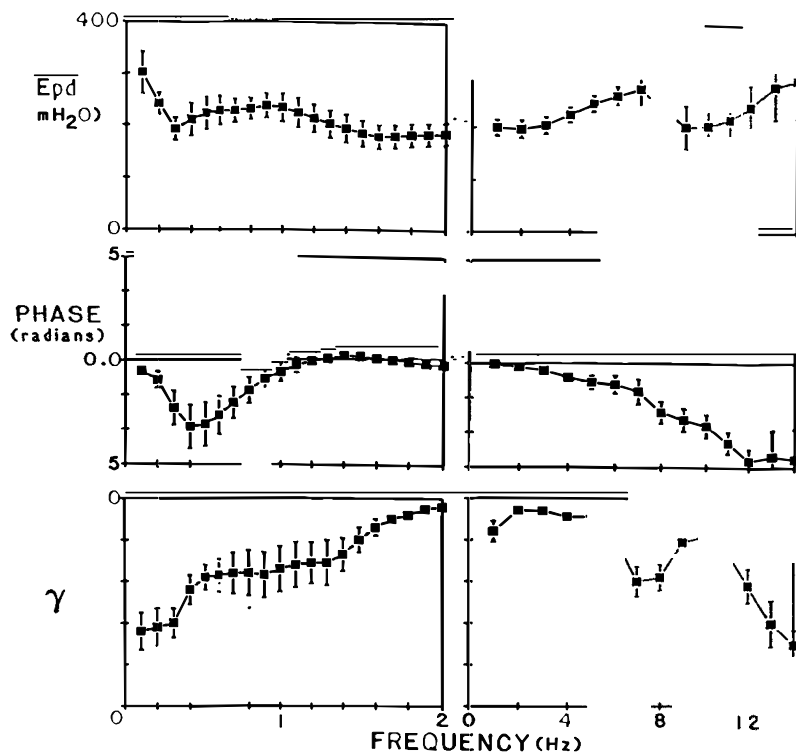 400
Epd
mH2O)
0
5
PHASE
(radians)
0.0
5
0
γ
0 1 2 0 4 8 12
FREQUENCY (Hz)